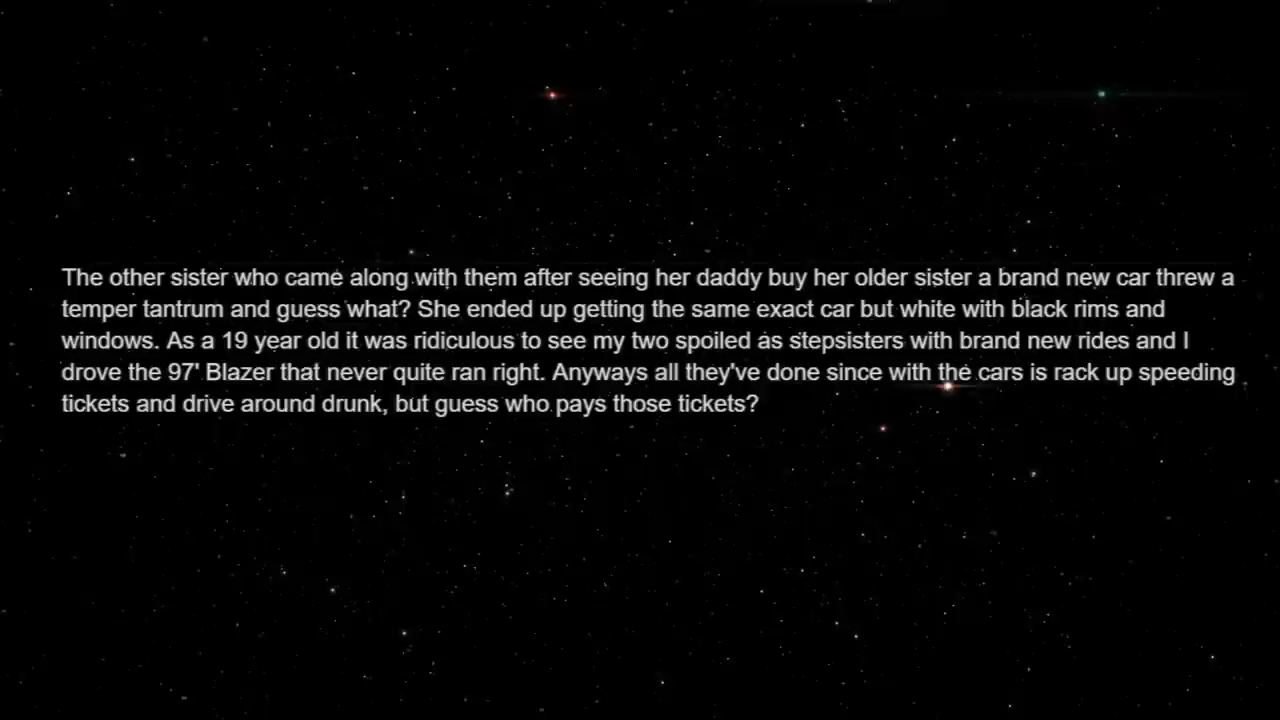 The other sister who came along with them after seeing her daddy buy her older sister a brand new car threw a
temper tantrum and guess what? She ended up getting the same exact car but white with black rims and
windows. As a 19 year old it was ridiculous to see my two spoiled as stepsisters with brand new rides and I
drove the 97' Blazer that never quite ran right. Anyways all they've done since with the cars is rack up speeding
tickets and drive around drunk, but guess who pays those tickets?